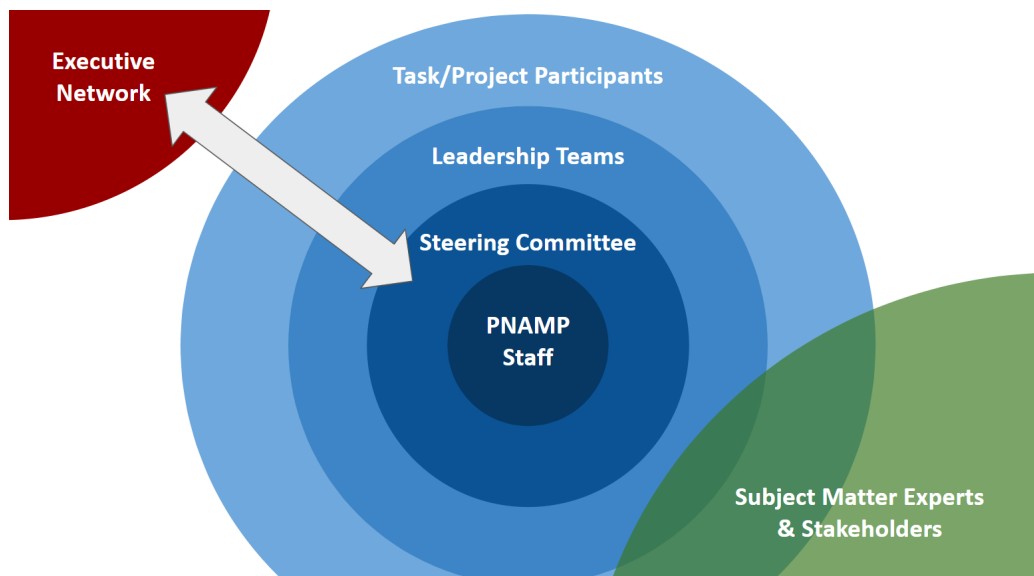 Executive
Network
Task/Project Participants
Leadership Teams
Steering Committee
PNAMP
Staff
Subject Matter Experts
& Stakeholders